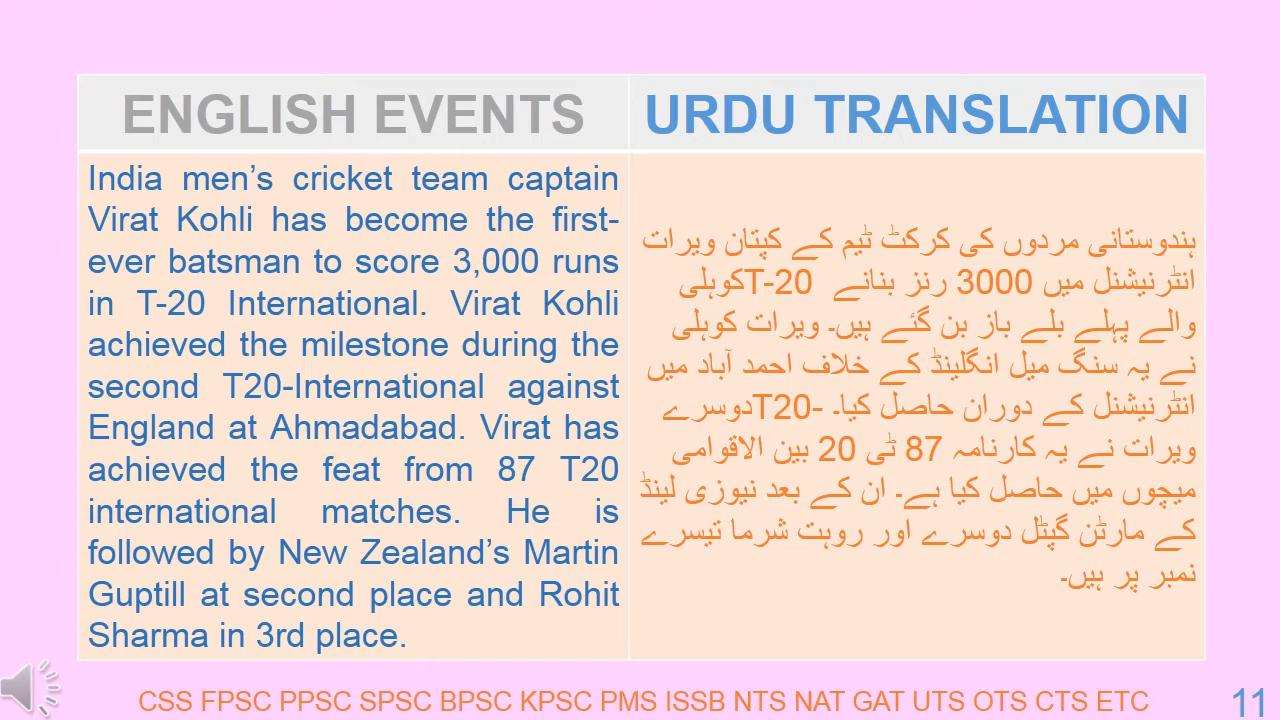 ENGLISH EVENTS
URDU TRANSLATION
India men’s cricket team captain
Virat Kohli has become the first-
ever batsman to score 3,000 runs
in T-20 International. Virat Kohli
achieved the milestone during the
second T20-International against
England at Ahmadabad. Virat has
achieved the feat from 87 T20
international matches. He is
followed by New Zealand’s Martin
Guptill at second place and Rohit
Sharma in 3rd place.
ہندوستانی مردوں کی کرکٹ ٹیم کے کپتان ویرات
انٹرنیشنل میں 3000 رنز بنانے T-20کوہلی
والے پہلے بلے باز بن گئے ہیں۔ ویرات کوہلی
نے یہ سنگ میل انگلینڈ کے خلاف احمد آباد میں
انٹرنیشنل کے دوران حاصل کیا۔ -T20دوسرے
ویرات نے یہ کارنامہ 87 ٹی 20 بین الاقوامی
میچوں میں حاصل کیا ہے۔ ان کے بعد نیوزی لینڈ
کے مارٹن گپٹل دوسرے اور روہت شرما تیسرے
نمبر پر ہیں۔
CSS FPSC PPSC SPSC BPSC KPSC PMS ISSB NTS NAT GAT UTS OTS CTS ETC
11